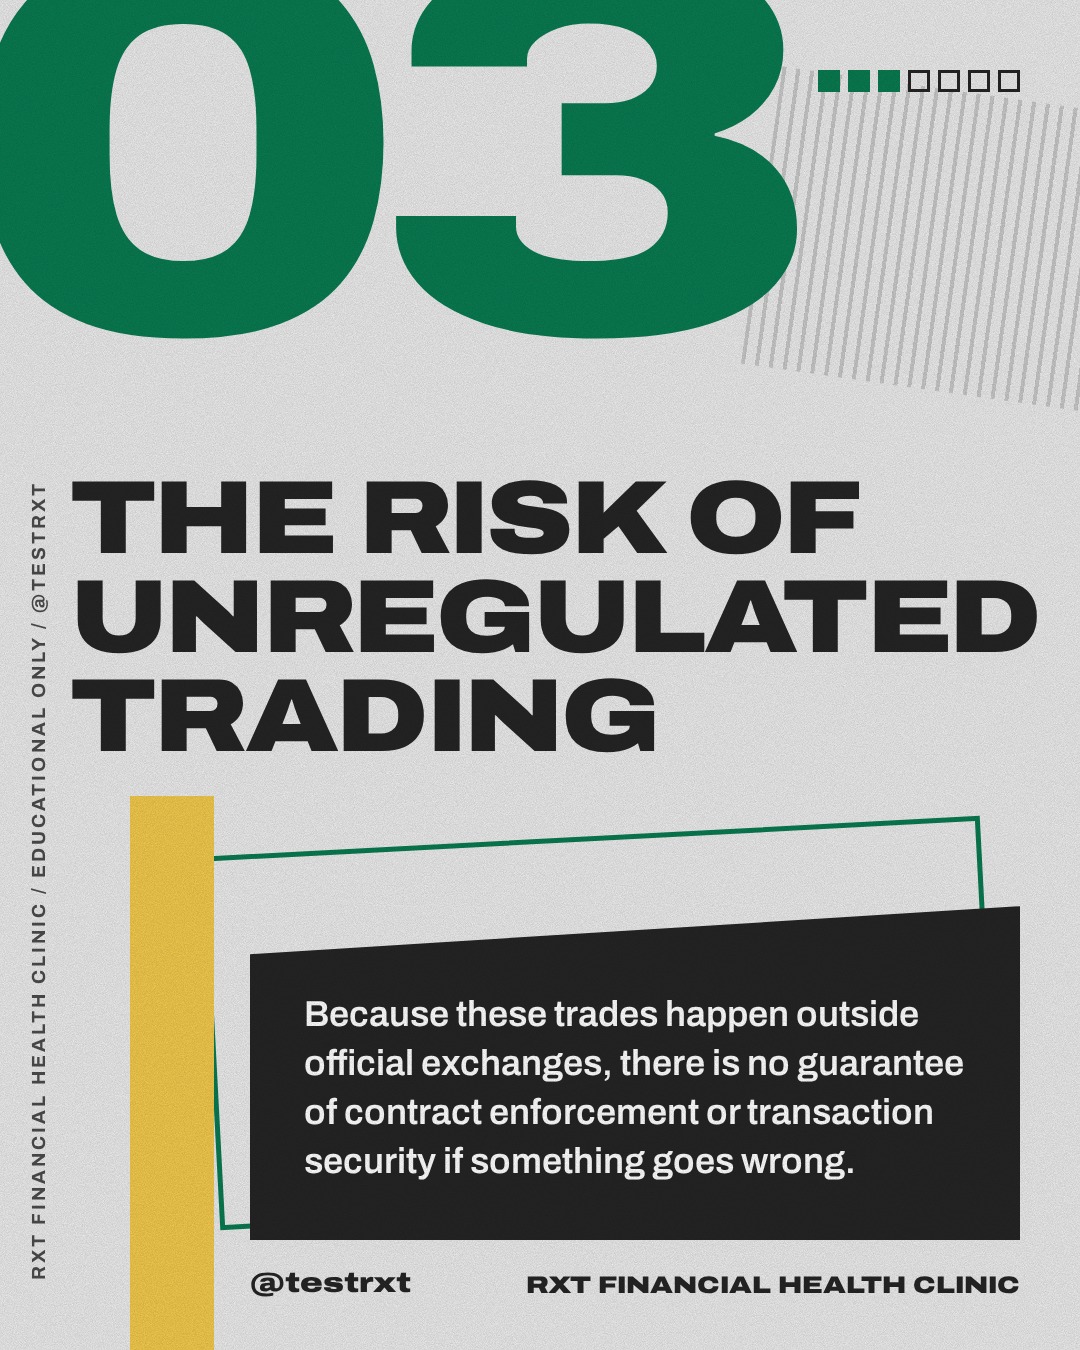 03
THE RISK OF
UNREGULATED
TRADING
RXT FINANCIAL HEALTH CLINIC / EDUCATIONAL ONLY / @TESTRXT
Because these trades happen outside
official exchanges, there is no guarantee
of contract enforcement or transaction
security if something goes wrong.
@testrxt
RXT FINANCIAL HEALTH CLINIC